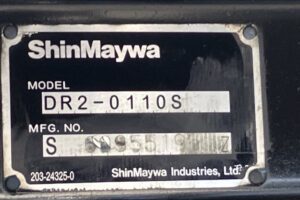 ShinMaywa
MODEL
DR2-0110S
MFG. NO.
S
203-24325-0 ShinMaywa Industries, Ltd.